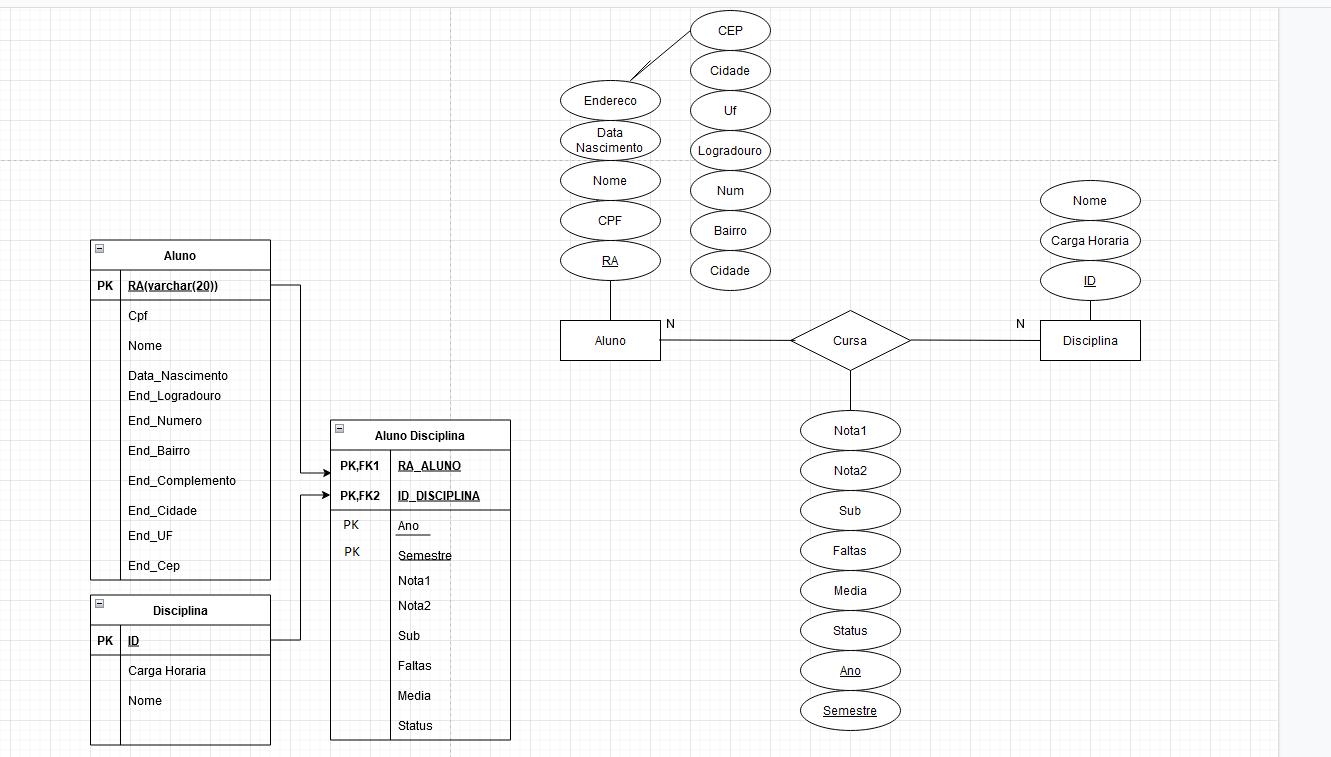 CEP
Cidade
Uf
Logradouro
Num
Bairro
Cidade
Endereco
Data
Nascimento
Nome
CPF
RA
Aluno
N
Cursa
N
Nome
Carga Horaria
ID
Disciplina
Nota1
Nota2
Sub
Faltas
Media
Status
Ano
Semestre
Aluno
PK RA(varchar(20))
Cpf
Nome
Data_Nascimento
End_Logradouro
End_Numero
End_Bairro
End_Complemento
End_Cidade
End_UF
End_Cep
Disciplina
PK ID
Carga Horaria
Nome
Aluno Disciplina
PK,FK1 RA_ALUNO
PK,FK2 ID_DISCIPLINA
PK Ano
PK Semestre
Nota1
Nota2
Sub
Faltas
Media
Status